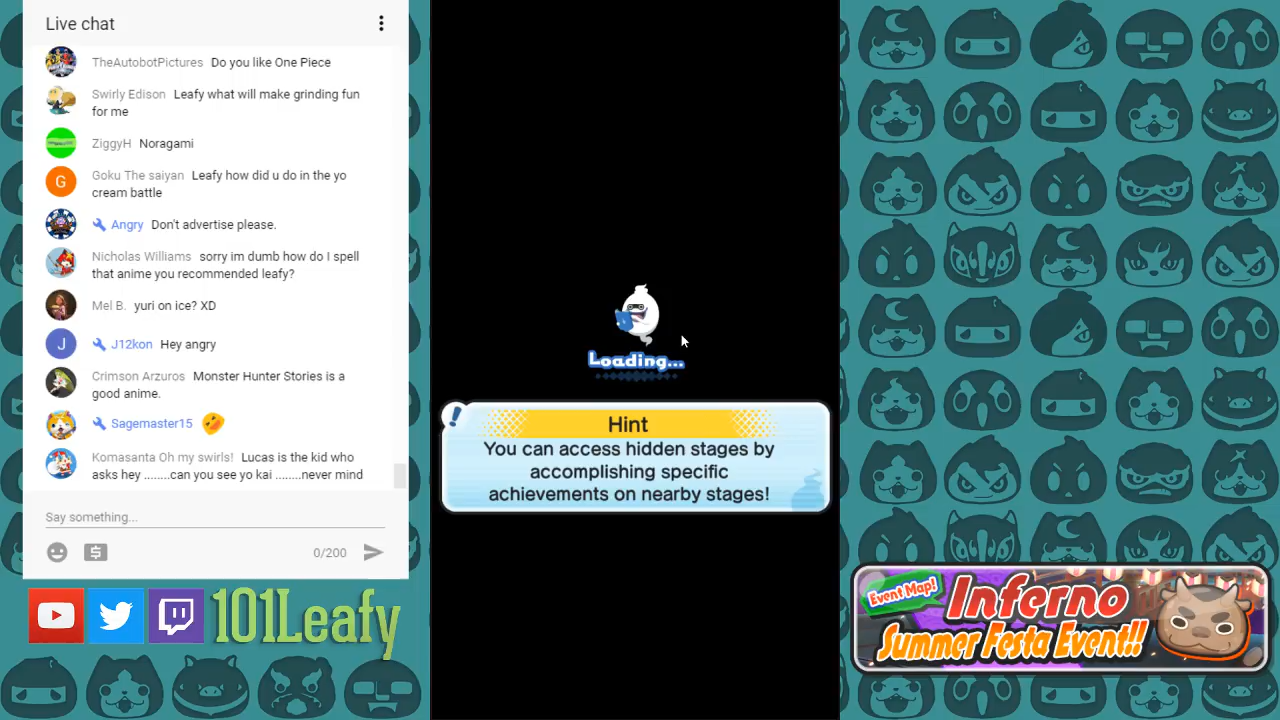 Live chat
TheAutobotPictures Do you like One Piece
Swirly Edison Leafy what will make grinding fun
for me
ZiggyH Noragami
G
Goku The saiyan Leafy how did u do in the yo
cream battle
Angry Don't advertise please.
Nicholas Williams sorry im dumb how do I spell
that anime you recommended leafy?
Mel B. yuri on ice? XD
J
J12kon Hey angry
Crimson Arzuros Monster Hunter Stories is a
good anime.
Sagemaster15
Komasanta Oh my swirls! Lucas is the kid who
asks hey ........can you see yo kai ........never mind
Say something...
0/200
101Leafy
Loading...
Hint
You can access hidden stages by
accomplishing specific
achievements on nearby stages!
Event Map!
Inferno
Summer Festa Event!!